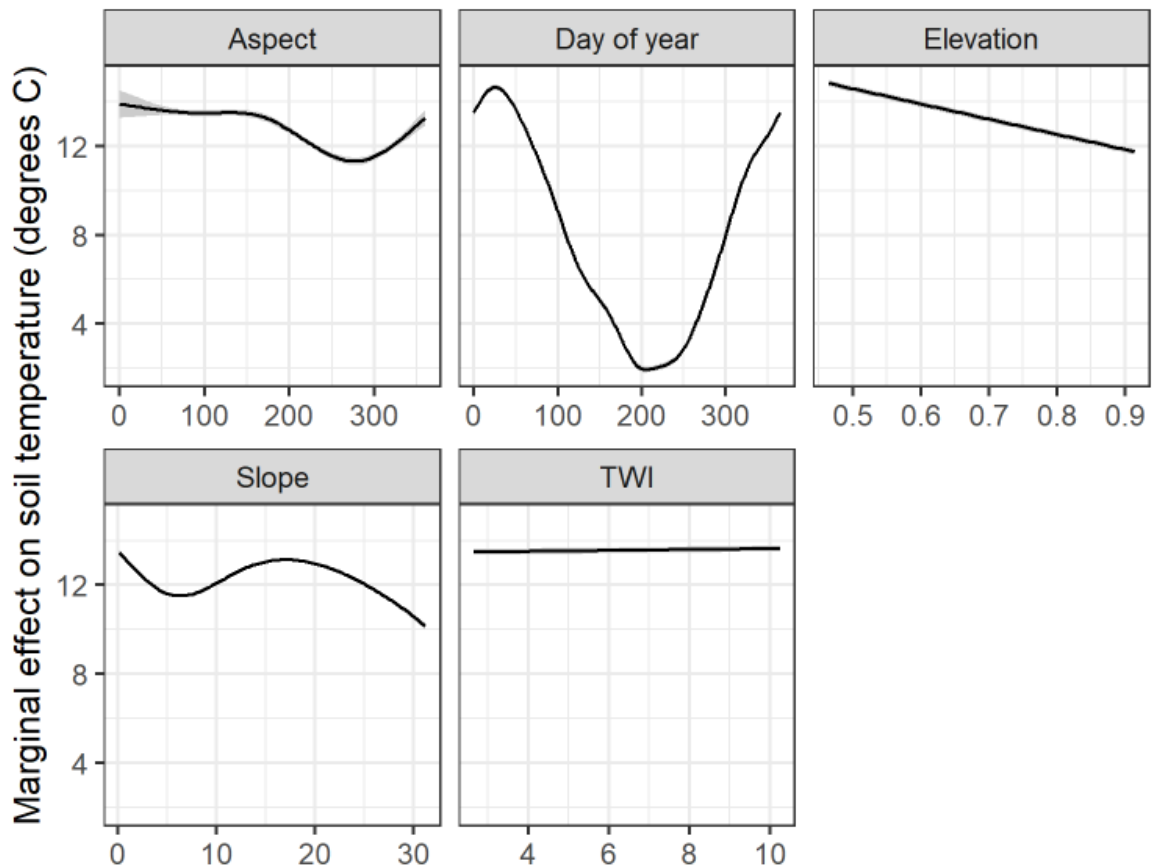 Marginal effect on soil temperature (degrees C)
Aspect
Day of year
Elevation
12
8
4
0 100 200 300
0 100 200 300
0.5 0.6 0.7 0.8 0.9
Slope
TWI
12
8
4
0 10 20 30
4 6 8 10